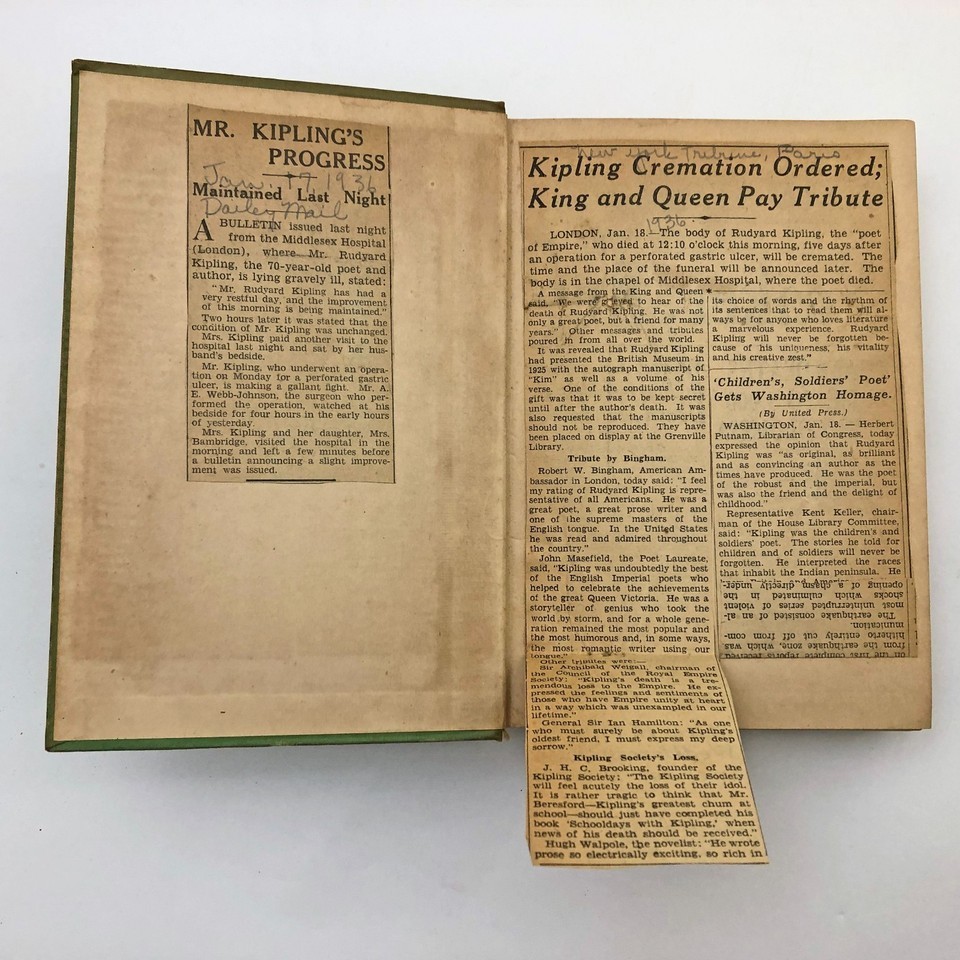 MR. KIPLING'S
PROGRESS
Jan. 17 1936
Maintained Last Night
Dailey Mail
A BULLETIN issued last night
from the Middlesex Hospital
(London), where Mr. Rudyard
Kipling, the 70-year-old poet and
author, is lying gravely ill, stated:
"Mr. Rudyard Kipling has had a
very restful day, and the improvement
of this morning is being maintained."
Two hours later it was stated that the
condition of Mr. Kipling was unchanged.
Mrs. Kipling paid another visit to the
hospital last night and sat by her hus-
band's bedside.
Mr. Kipling, who underwent an opera-
tion on Monday for a perforated gastric
ulcer, is making a gallant fight. Mr. A.
E. Webb-Johnson, the surgeon who per-
formed the operation, watched at his
bedside for four hours in the early hours
of yesterday.
Mrs. Kipling and her daughter, Mrs.
Bambridge, visited the hospital in the
morning and left a few minutes before
a bulletin announcing a slight improve-
ment was issued.
New York Tribune, Paris
Kipling Cremation Ordered;
King and Queen Pay Tribute
1936
LONDON, Jan. 18.—The body of Rudyard Kipling, the "poet
of Empire," who died at 12:10 o'clock this morning, five days after
an operation for a perforated gastric ulcer, will be cremated. The
time and the place of the funeral will be announced later. The
body is in the chapel of Middlesex Hospital, where the poet died.
A message from the King and Queen
said, "We were grieved to hear of the
death of Rudyard Kipling. He was not
only a great poet, but a friend for many
years." Other messages and tributes
poured in from all over the world.
It was revealed that Rudyard Kipling
had presented the British Museum in
1925 with the autograph manuscript of
"Kim" as well as a volume of his
verse. One of the conditions of the
gift was that it was to be kept secret
until after the author's death. It was
also requested that the manuscripts
should not be reproduced. They have
been placed on display at the Grenville
Library.
Tribute by Bingham.
Robert W. Bingham, American Am-
bassador in London, today said: "I feel
my rating of Rudyard Kipling is repre-
sentative of all Americans. He was a
great poet, a great prose writer and
one of the supreme masters of the
English tongue. In the United States
he was read and admired throughout
the country."
John Masefield, the Poet Laureate,
said, "Kipling was undoubtedly the best
of the English Imperial poets who
helped to celebrate the achievements
of the great Queen Victoria. He was a
storyteller of genius who took the
world by storm, and for a whole gene-
ration remained the most popular and
the most humorous and, in some ways,
the most romantic writer using our
tongue."
Other tributes were:—
Sir Archibald Weigall, chairman of
the Council of the Royal Empire
Society: "Kipling's death is a tre-
mendous loss to the Empire. He ex-
pressed the feelings and sentiments of
those who have Empire unity at heart
in a way which was unexampled in our
lifetime."
General Sir Ian Hamilton: "As one
who must surely be about Kipling's
oldest friend, I must express my deep
sorrow."
Kipling Society's Loss.
J. H. C. Brooking, founder of the
Kipling Society: "The Kipling Society
will feel acutely the loss of their idol.
It is rather tragic to think that Mr.
Beresford—Kipling's greatest chum at
school—should just have completed his
book 'Schooldays with Kipling,' when
news of his death should be received."
Hugh Walpole, the novelist: "He wrote
prose so electrically exciting, so rich in
its choice of words and the rhythm of
its sentences that to read them will al-
ways be for anyone who loves literature
a marvelous experience. Rudyard
Kipling will never be forgotten be-
cause of his uniqueness, his vitality
and his creative zest."
'Children's, Soldiers' Poet'
Gets Washington Homage.
(By United Press.)
WASHINGTON, Jan. 18. — Herbert
Putnam, Librarian of Congress, today
expressed the opinion that Rudyard
Kipling was "as original, as brilliant
and as convincing an author as the
times have produced. He was the poet
of the robust and the imperial, but
was also the friend and the delight of
childhood."
Representative Kent Keller, chair-
man of the House Library Committee,
said: "Kipling was the children's and
soldiers' poet. The stories he told for
children and of soldiers will never be
forgotten. He interpreted the races
that inhabit the Indian peninsula. He
from the earthquake zone, which was
hitherto entirely cut off from com-
munication.
The earthquake consisted of an al-
most uninterrupted series of violent
shocks which culminated in the
opening of a chasm directly under-